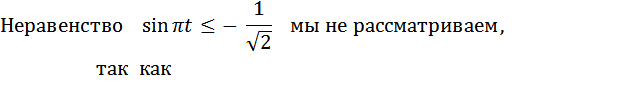 Неравенство sin πt ≤ − 1/√2 мы не рассматриваем,
так как